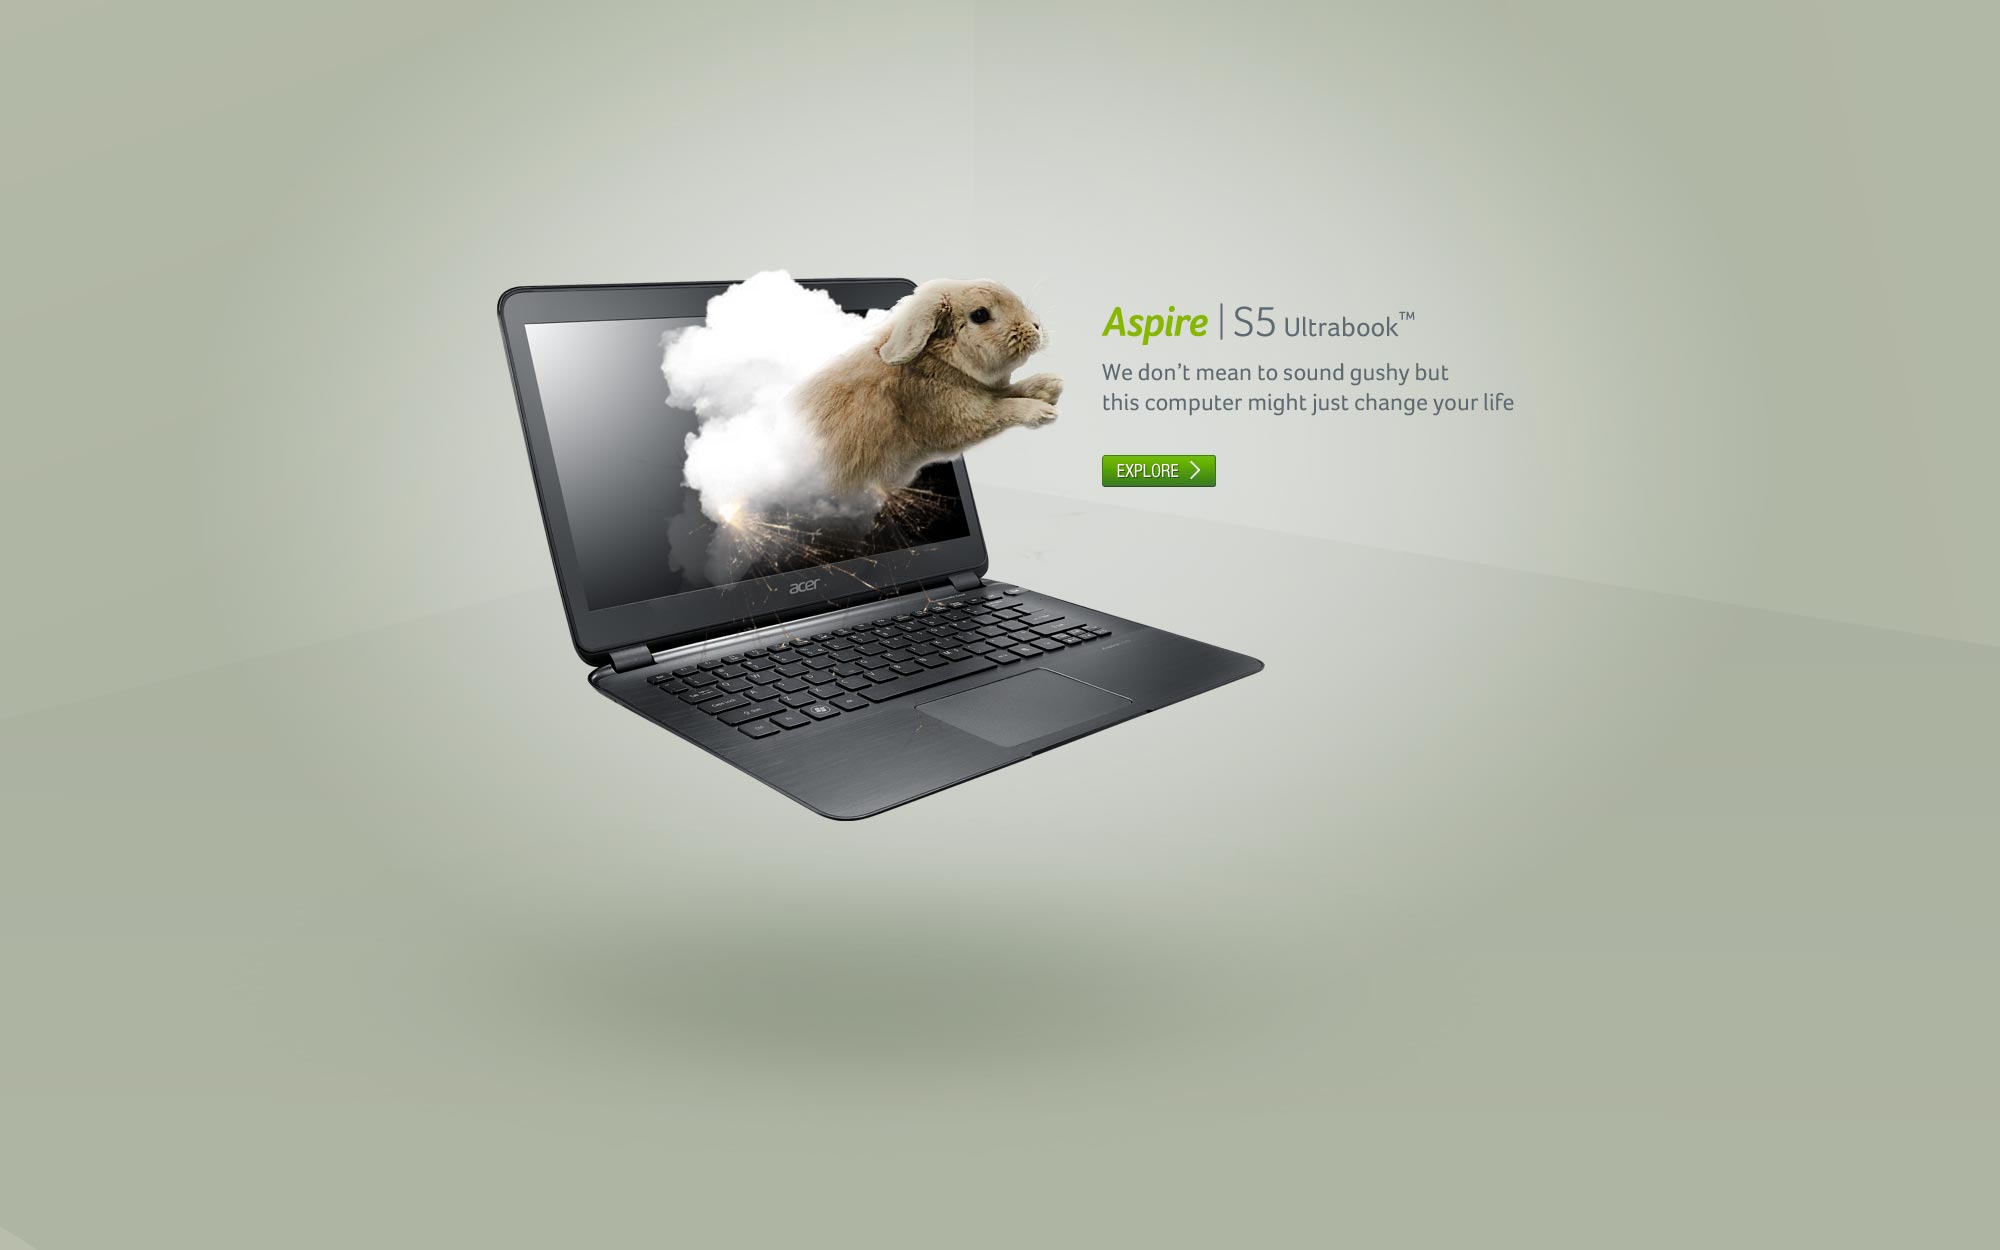 Aspire | S5 Ultrabook™
We don't mean to sound gushy but
this computer might just change your life
EXPLORE >
acer